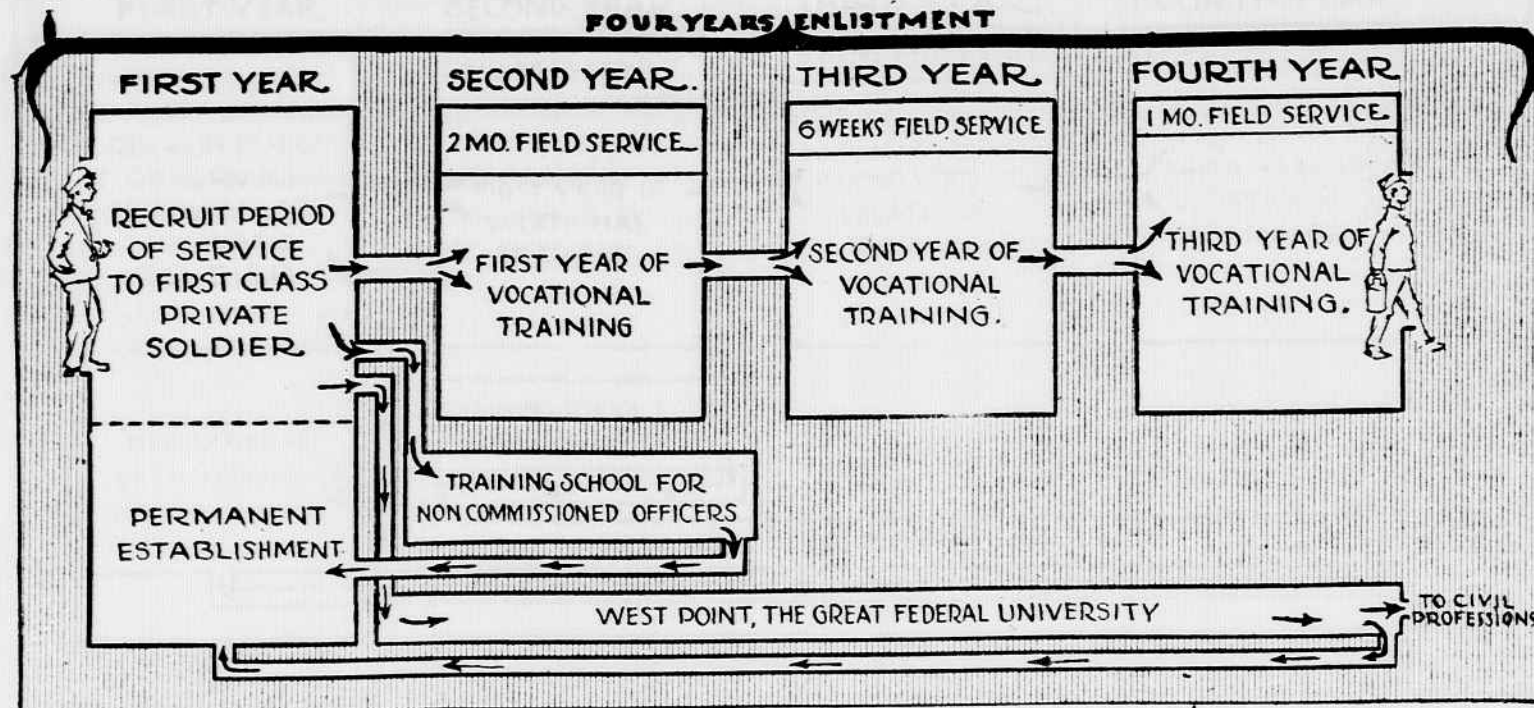 FOUR YEARS ENLISTMENT
FIRST YEAR.
RECRUIT PERIOD
OF SERVICE
TO FIRST CLASS
PRIVATE
SOLDIER.
PERMANENT
ESTABLISHMENT
SECOND YEAR.
2 MO. FIELD SERVICE
FIRST YEAR OF
VOCATIONAL
TRAINING
THIRD YEAR
6 WEEKS FIELD SERVICE
SECOND YEAR OF
VOCATIONAL
TRAINING.
FOURTH YEAR
1 MO. FIELD SERVICE
THIRD YEAR OF
VOCATIONAL
TRAINING.
TRAINING SCHOOL FOR
NON COMMISSIONED OFFICERS
WEST POINT, THE GREAT FEDERAL UNIVERSITY
TO CIVIL
PROFESSIONS